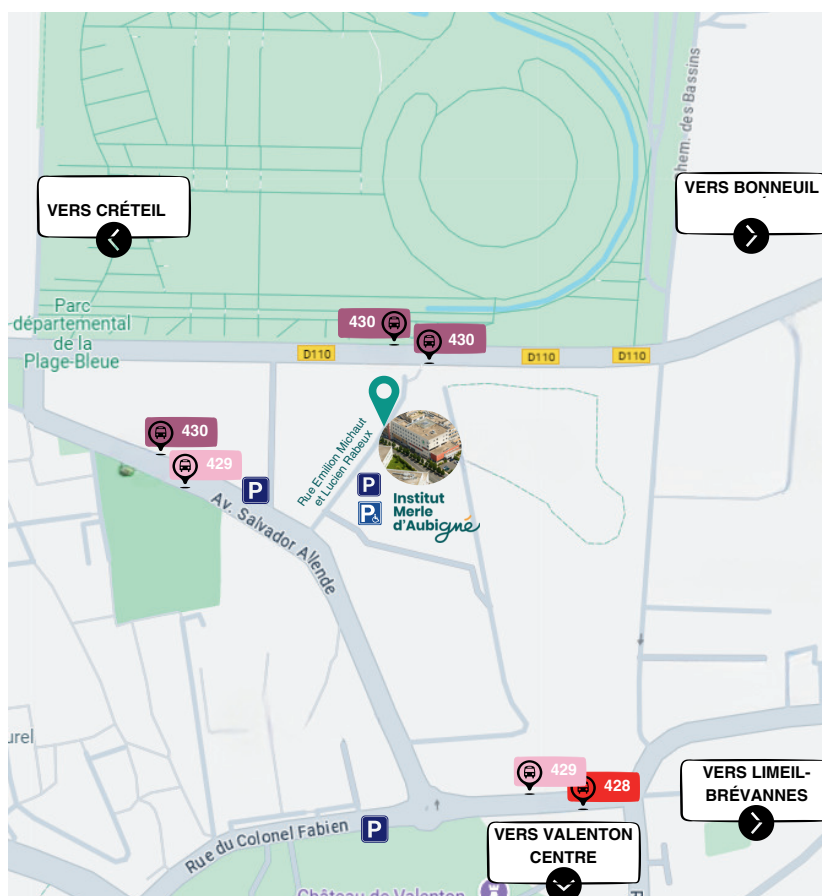 hem. des Bassins
VERS CRÉTEIL
VERS BONNEUIL
Parc
départemental
de la
Plage-Bleue
430
430
D110
D110
D110
430
429
P
Rue Emilion Michaut
et Lucien Rabeux
P
P
Institut
Merle
d'Aubigné
Av. Salvador Allende
urel
429
428
VERS LIMEIL-
BRÉVANNES
Rue du Colonel Fabien
P
VERS VALENTON
CENTRE
Château de Valenton